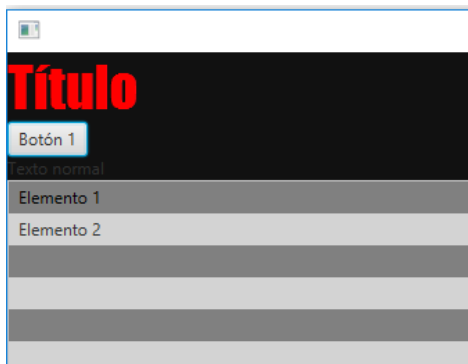 Título
Botón 1
Texto normal
Elemento 1
Elemento 2